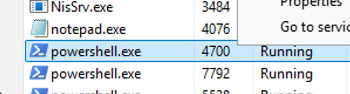 Properties
NisSrv.exe 3484
Go to servic
notepad.exe 4076
powershell.exe 4700 Running
powershell.exe 7792 Running